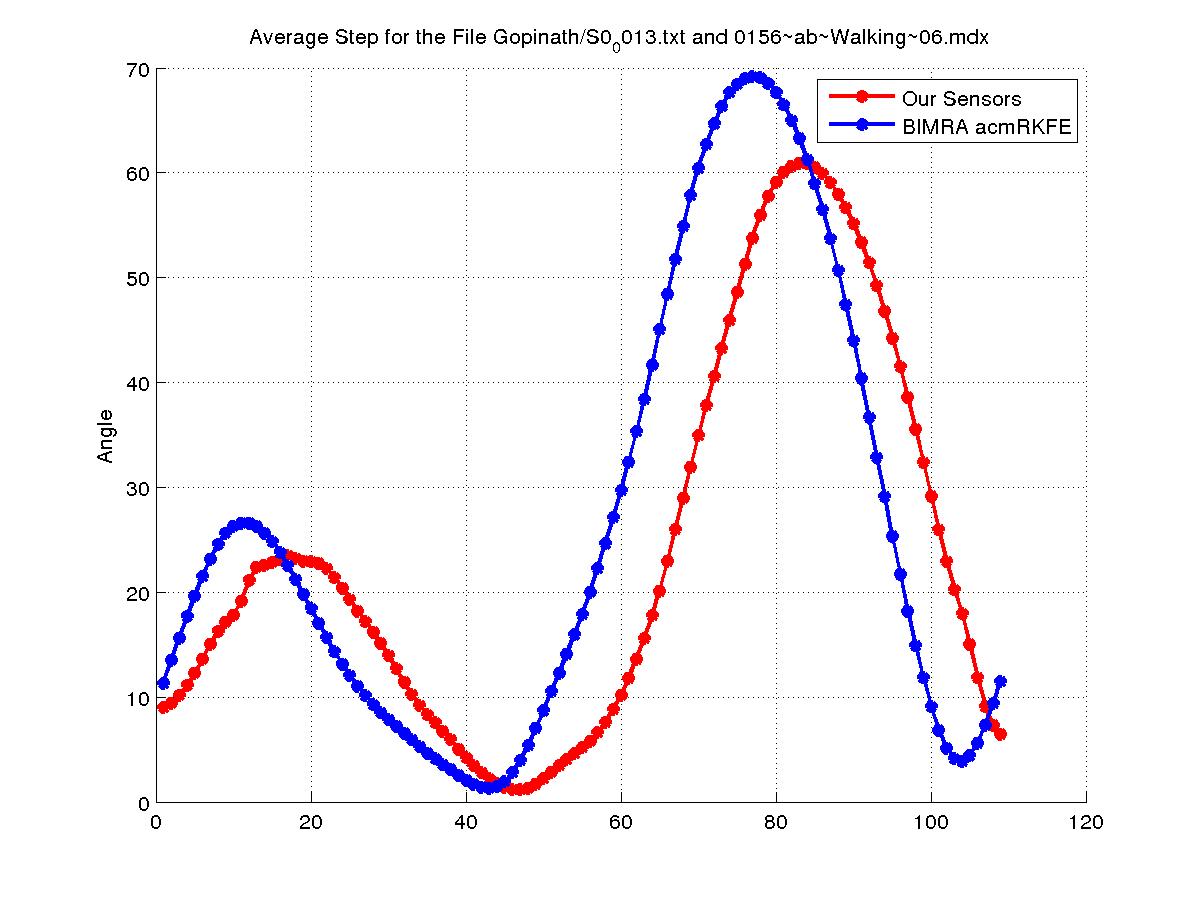 Average Step for the File Gopinath/S0₀013.txt and 0156~ab~Walking~06.mdx
70
Our Sensors
BIMRA acmRKFE
60
50
40
Angle
30
20
10
0
0 20 40 60 80 100 120